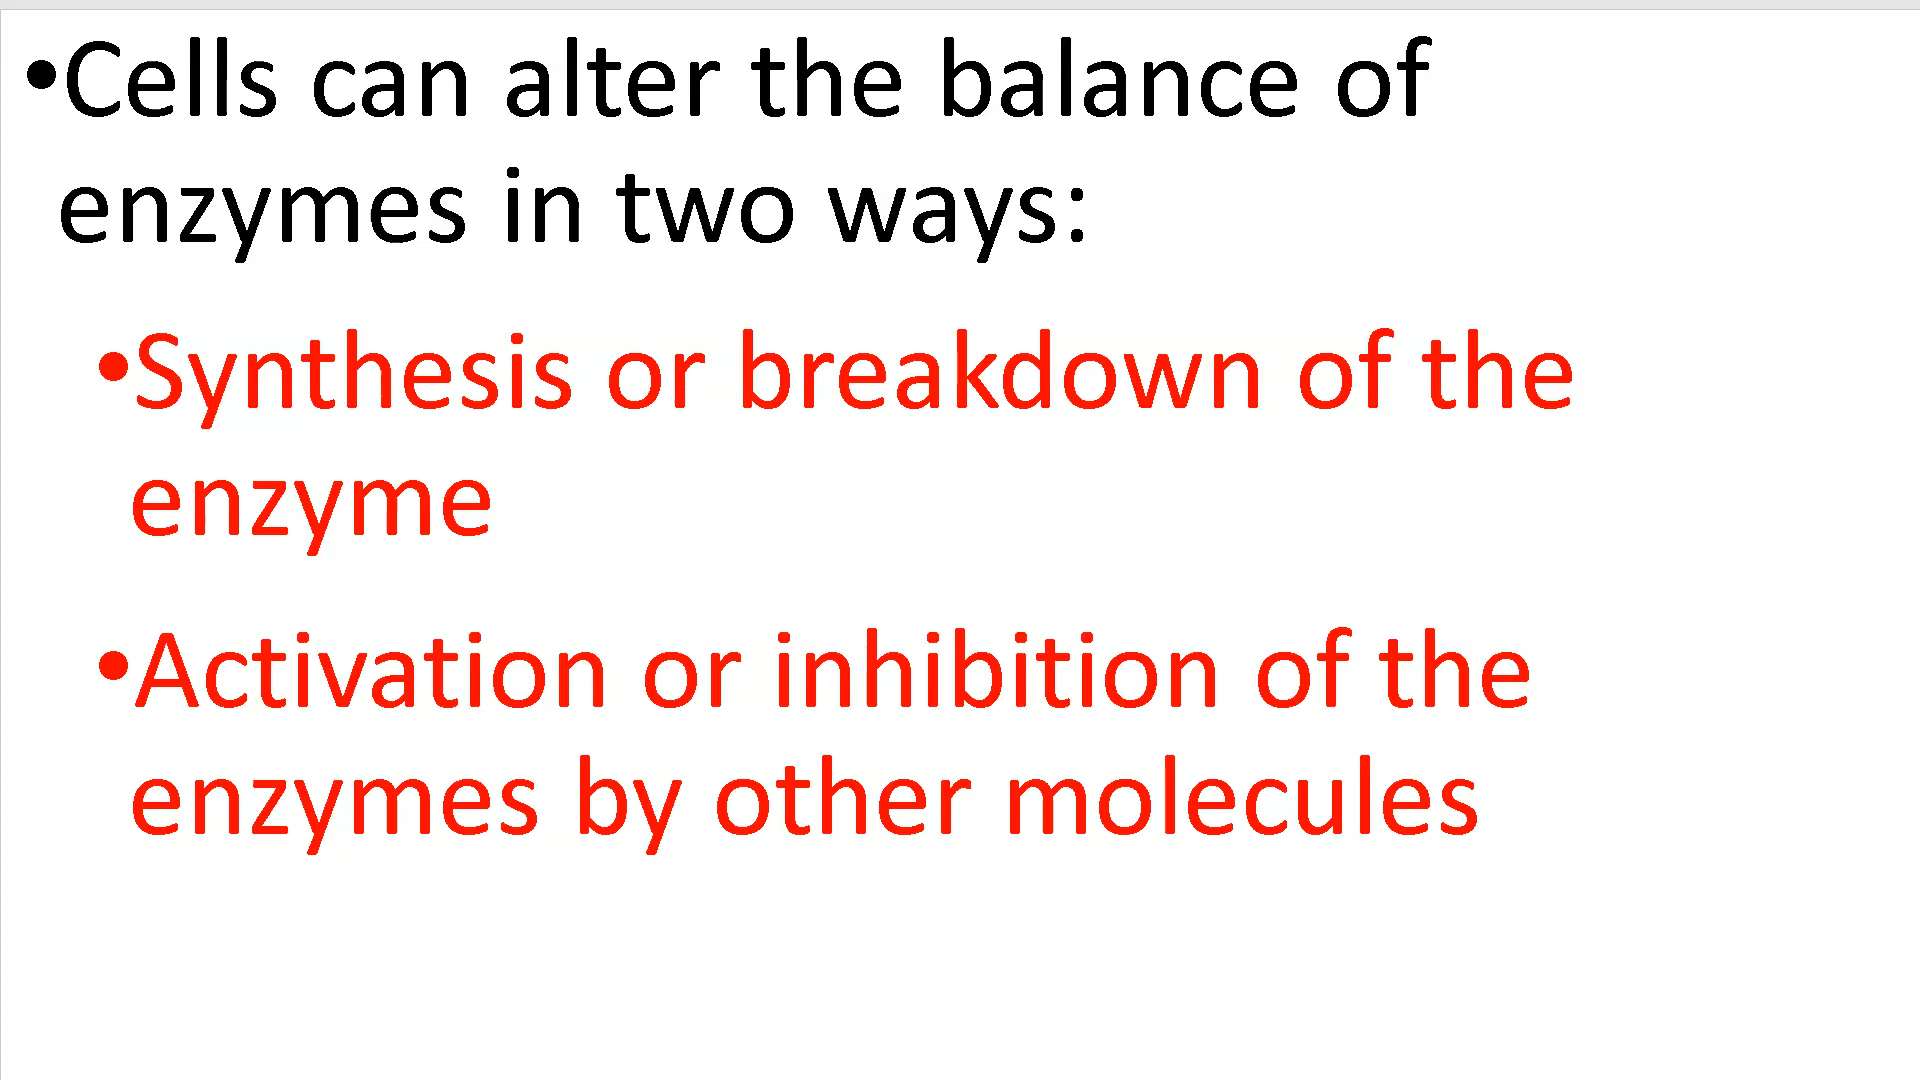 •Cells can alter the balance of
enzymes in two ways:
•Synthesis or breakdown of the
enzyme
•Activation or inhibition of the
enzymes by other molecules